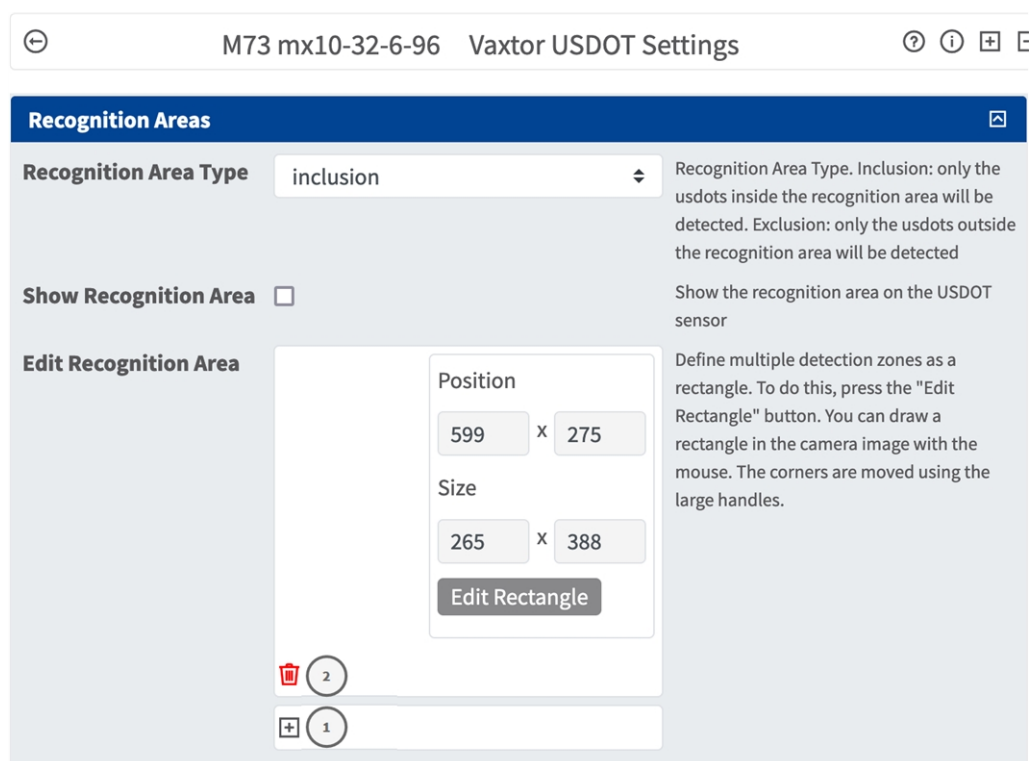 M73 mx10-32-6-96 Vaxtor USDOT Settings
Recognition Areas
Recognition Area Type
inclusion
Recognition Area Type. Inclusion: only the
usdots inside the recognition area will be
detected. Exclusion: only the usdots outside
the recognition area will be detected
Show Recognition Area
Show the recognition area on the USDOT
sensor
Edit Recognition Area
Position
599 x 275
Size
265 x 388
Edit Rectangle
Define multiple detection zones as a
rectangle. To do this, press the "Edit
Rectangle" button. You can draw a
rectangle in the camera image with the
mouse. The corners are moved using the
large handles.
2
1